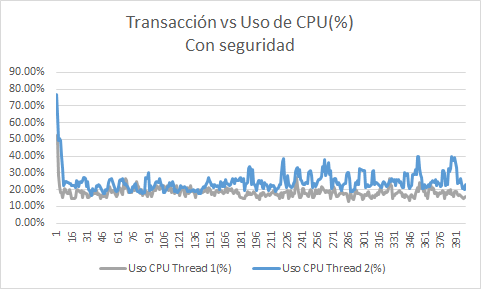 Transacción vs Uso de CPU(%)
Con seguridad
90.00%
80.00%
70.00%
60.00%
50.00%
40.00%
30.00%
20.00%
10.00%
0.00%
1 16 31 46 61 76 91 106 121 136 151 166 181 196 211 226 241 256 271 286 301 316 331 346 361 376 391
Uso CPU Thread 1(%) Uso CPU Thread 2(%)